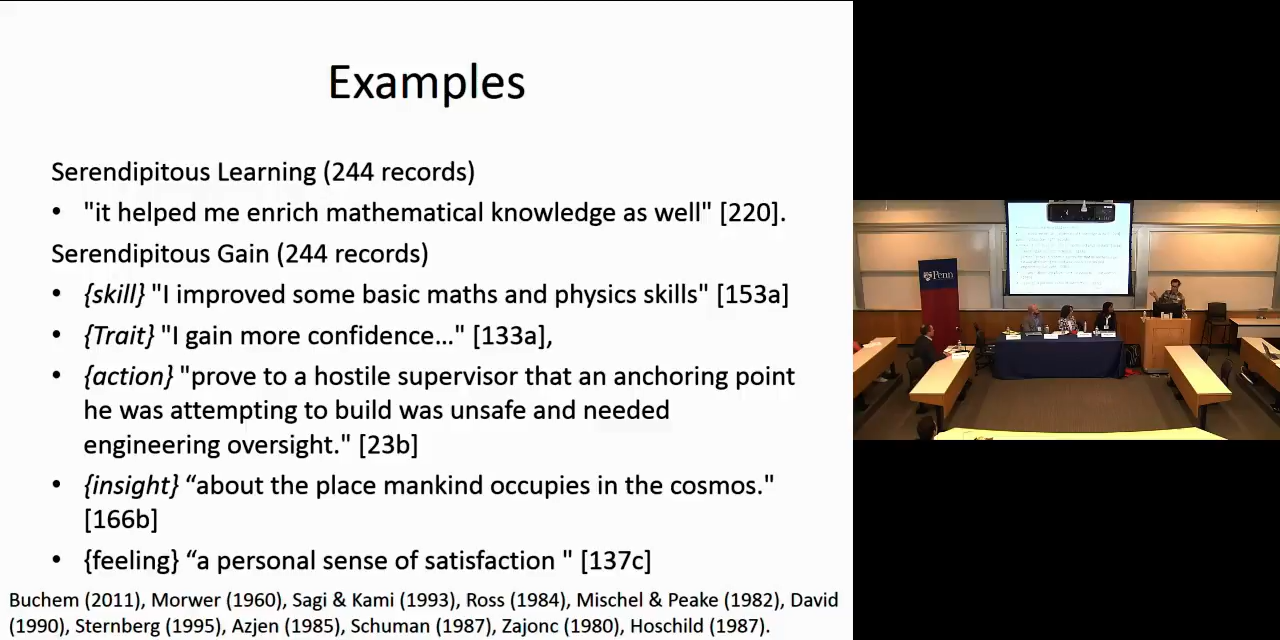 Examples
Serendipitous Learning (244 records)
• "it helped me enrich mathematical knowledge as well" [220].
Serendipitous Gain (244 records)
• {skill} "I improved some basic maths and physics skills" [153a]
• {Trait} "I gain more confidence…" [133a],
• {action} "prove to a hostile supervisor that an anchoring point
he was attempting to build was unsafe and needed
engineering oversight." [23b]
• {insight} “about the place mankind occupies in the cosmos."
[166b]
• {feeling} “a personal sense of satisfaction " [137c]
Buchem (2011), Morwer (1960), Sagi & Kami (1993), Ross (1984), Mischel & Peake (1982), David
(1990), Sternberg (1995), Azjen (1985), Schuman (1987), Zajonc (1980), Hoschild (1987).
Penn